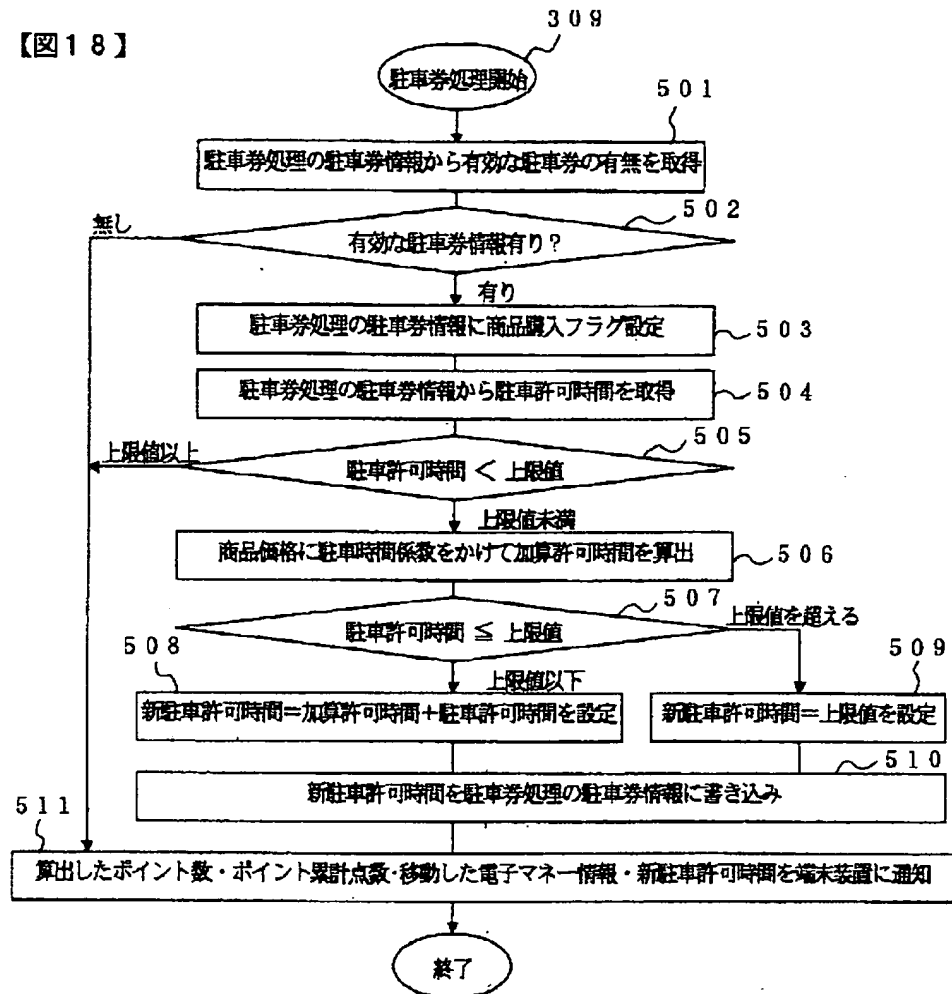 【図１８】
３０９
駐車券処理開始
５０１
駐車券処理の駐車券情報から有効な駐車券の有無を取得
５０２
無し
有効な駐車券情報有り？
有り
駐車券処理の駐車券情報に商品購入フラグ設定
５０３
駐車券処理の駐車券情報から駐車許可時間を取得
５０４
５０５
上限値以上
駐車許可時間 ＜ 上限値
上限値未満
商品価格に駐車時間係数をかけて加算許可時間を算出
５０６
５０７
上限値を超える
駐車許可時間 ≦ 上限値
５０８
上限値以下
５０９
新駐車許可時間＝加算許可時間＋駐車許可時間を設定
新駐車許可時間＝上限値を設定
５１０
新駐車許可時間を駐車券処理の駐車券情報に書き込み
５１１
算出したポイント数・ポイント累計点数・移動した電子マネー情報・新駐車許可時間を端末装置に通知
終了